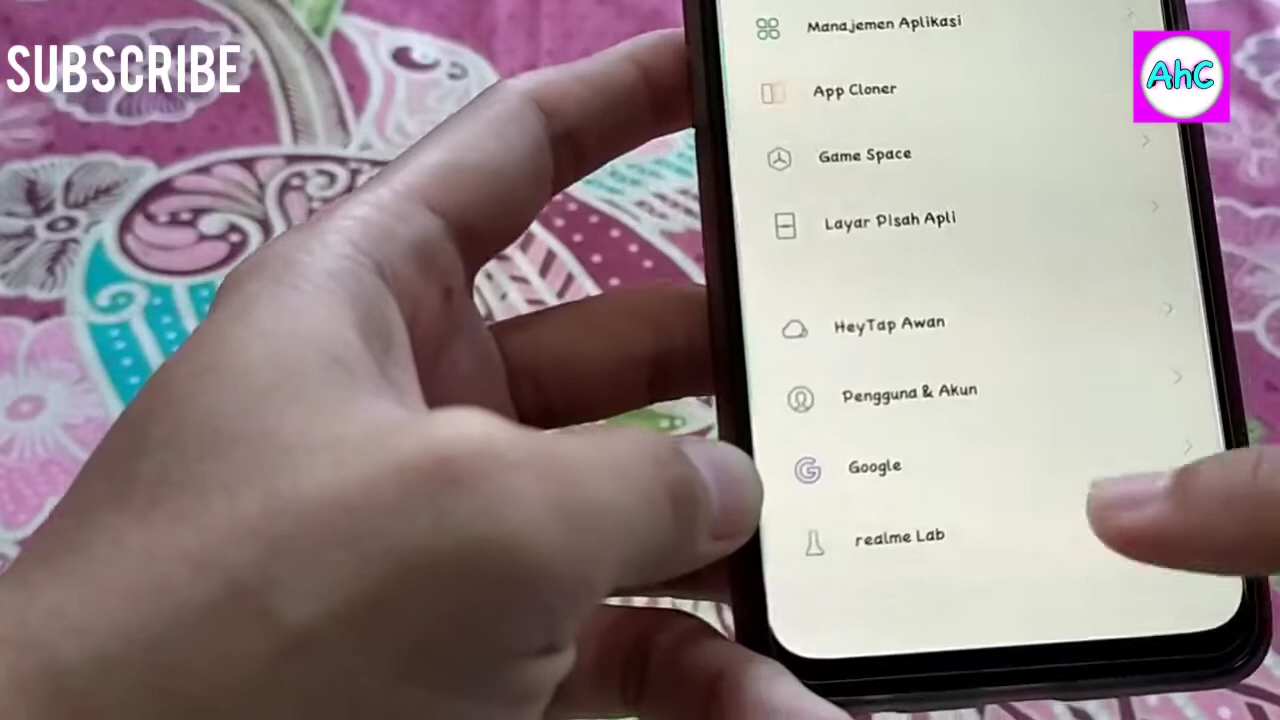 SUBSCRIBE
AhC
Manajemen Aplikasi
App Cloner
Game Space
Layar Pisah Apli
HeyTap Awan
Pengguna & Akun
Google
realme Lab